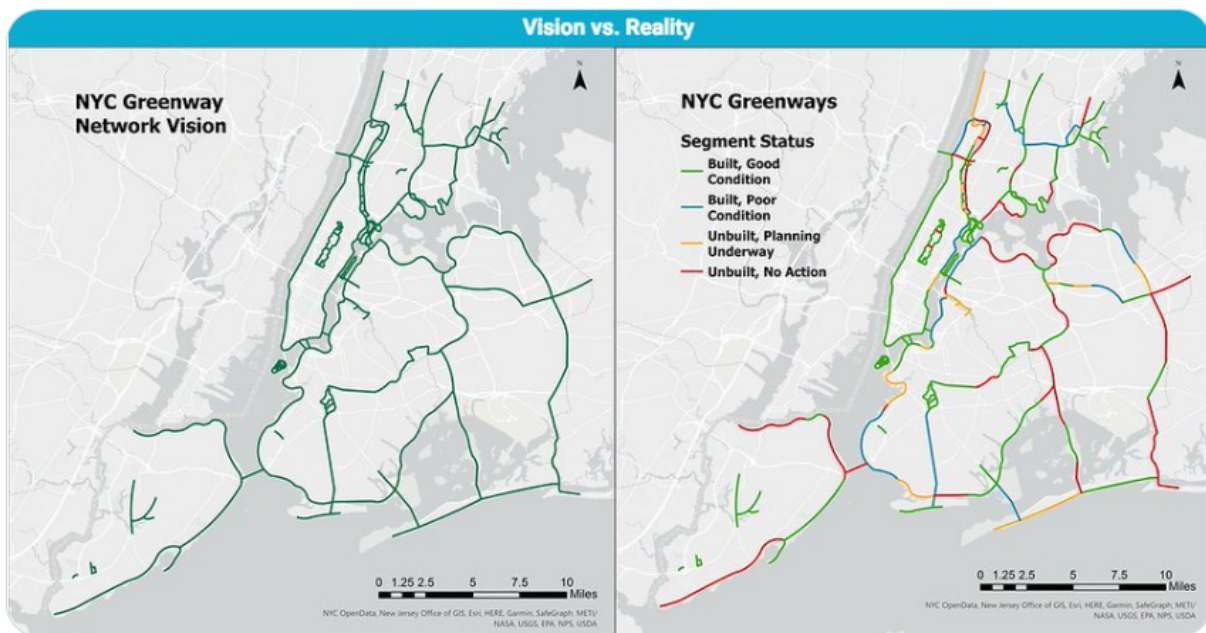 Vision vs. Reality
NYC Greenway
Network Vision
N
0 1.25 2.5 5 7.5 10
Miles
NYC OpenData, New Jersey Office of GIS, Esri, HERE, Garmin, SafeGraph, METI/
NASA, USGS, EPA, NPS, USDA
NYC Greenways
Segment Status
Built, Good
Condition
Built, Poor
Condition
Unbuilt, Planning
Underway
Unbuilt, No Action
N
0 1.25 2.5 5 7.5 10
Miles
NYC OpenData, New Jersey Office of GIS, Esri, HERE, Garmin, SafeGraph, METI/
NASA, USGS, EPA, NPS, USDA